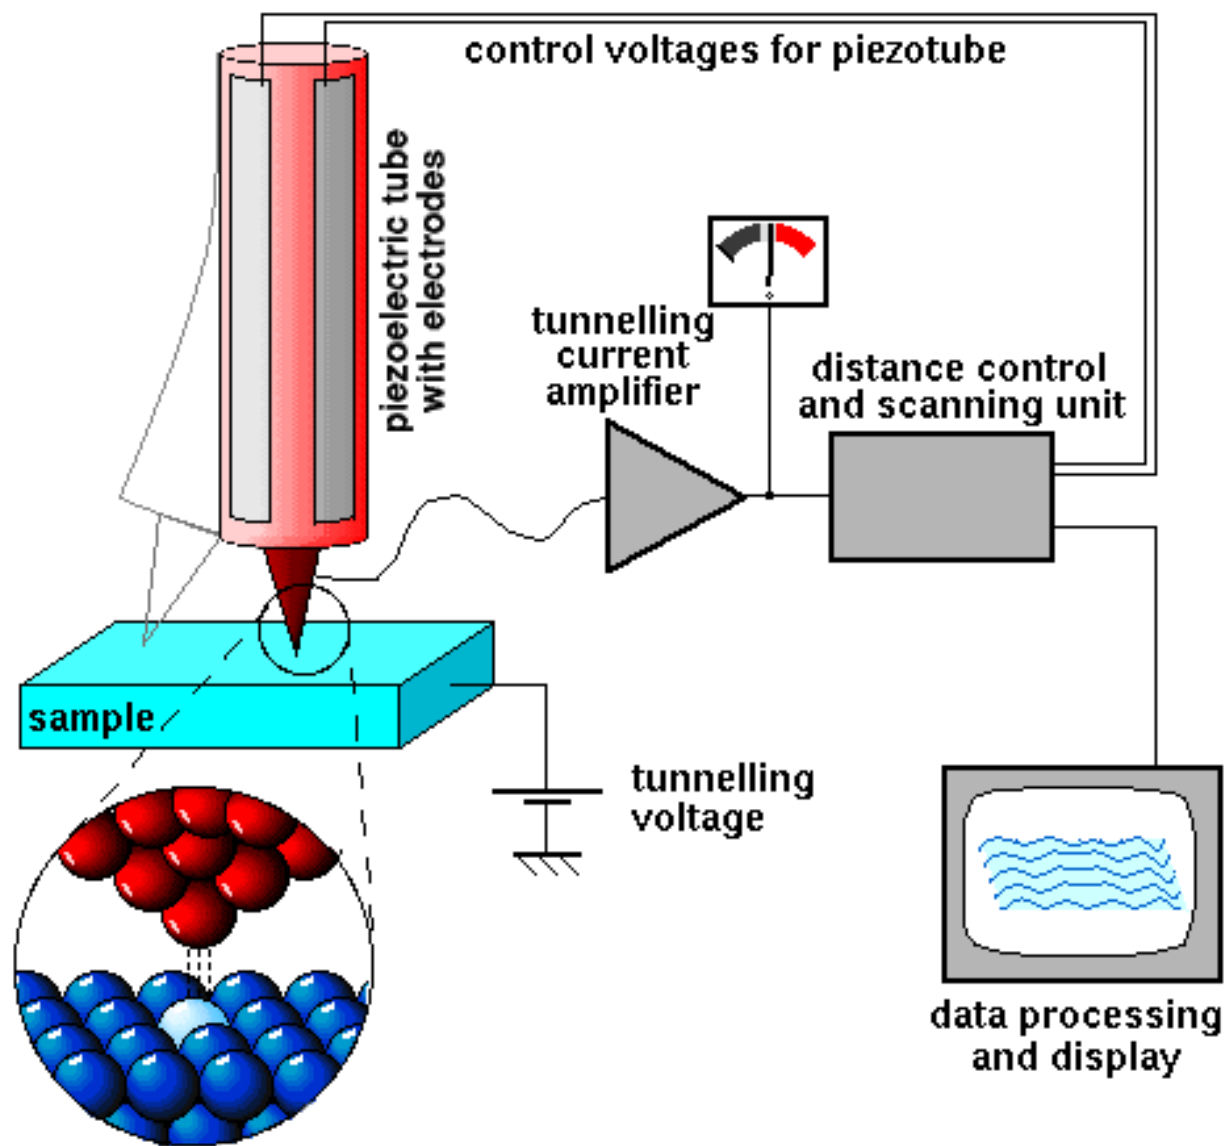 control voltages for piezotube
piezoelectric tube
with electrodes
tunnelling
current
amplifier
distance control
and scanning unit
sample
tunnelling
voltage
data processing
and display